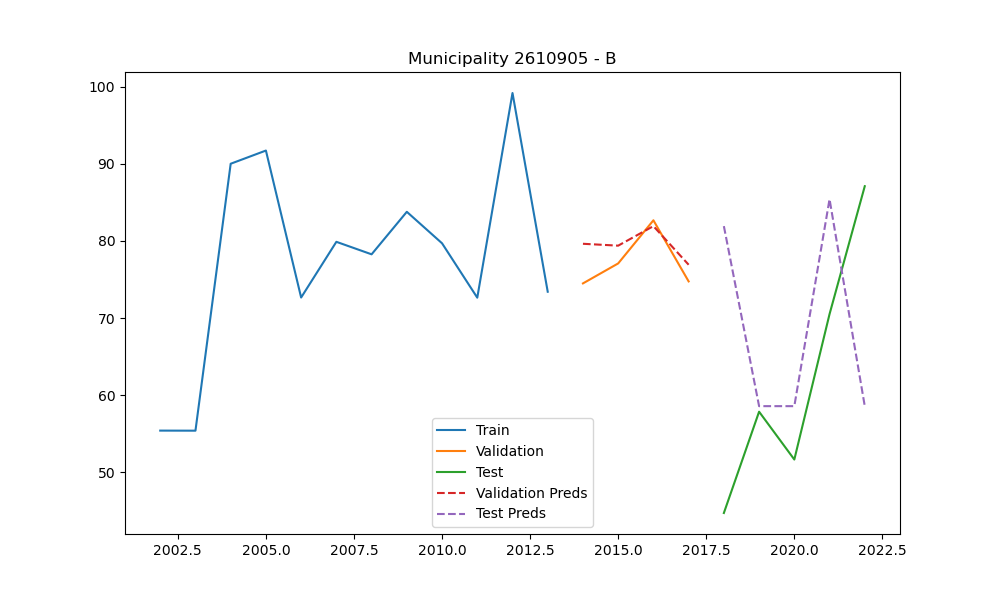 Municipality 2610905 - B
100
90
80
70
60
50
Train
Validation
Test
Validation Preds
Test Preds
2002.5 2005.0 2007.5 2010.0 2012.5 2015.0 2017.5 2020.0 2022.5